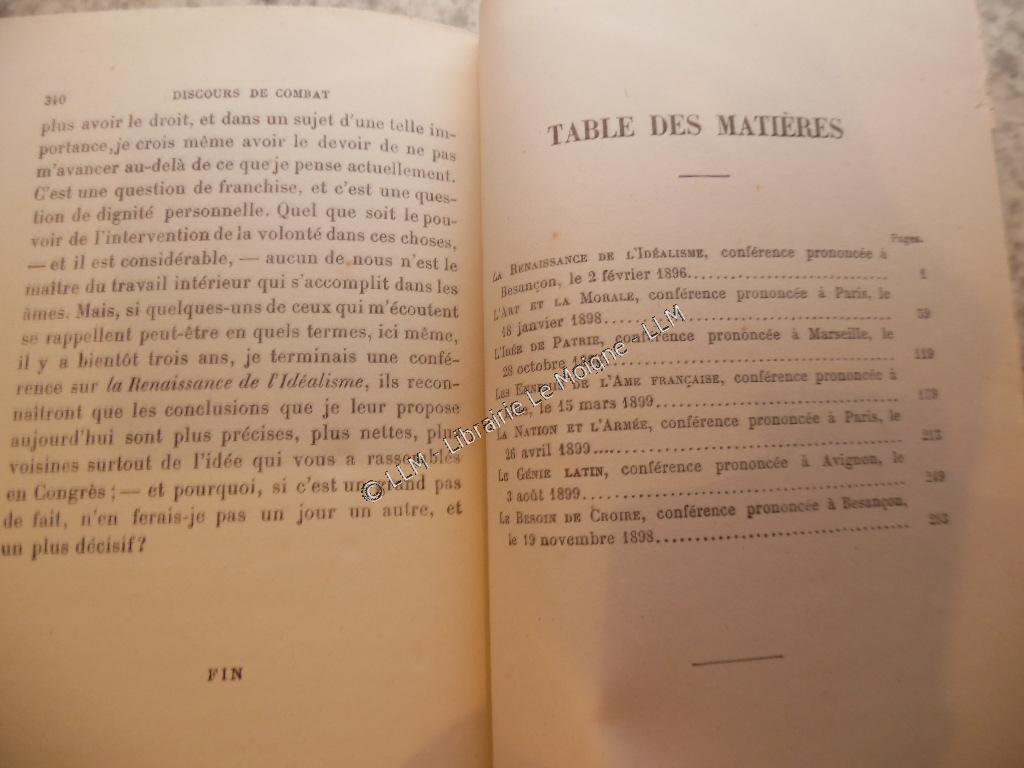 340
DISCOURS DE COMBAT
plus avoir le droit, et dans un sujet d'une telle im-
portance, je crois même avoir le devoir de ne pas
m'avancer au-delà de ce que je pense actuellement.
C'est une question de franchise, et c'est une ques-
tion de dignité personnelle. Quel que soit le pou-
voir de l'intervention de la volonté dans ces choses,
— et il est considérable, — aucun de nous n'est le
maître du travail intérieur qui s'accomplit dans les
âmes. Mais, si quelques-uns de ceux qui m'écoutent
se rappellent peut-être en quels termes, ici même,
il y a bientôt trois ans, je terminais une confé-
rence sur la Renaissance de l'Idéalisme, ils recon-
naîtront que les conclusions que je leur propose
aujourd'hui sont plus précises, plus nettes, plus
voisines surtout de l'idée qui vous a rassemblés
en Congrès ; — et pourquoi, si c'est un grand pas
de fait, n'en ferais-je pas un jour un autre, et
un plus décisif ?
FIN
TABLE DES MATIÈRES
Pages.
LA RENAISSANCE DE L'IDÉALISME, conférence prononcée à
Besançon, le 2 février 1896. 1
L'ART ET LA MORALE, conférence prononcée à Paris, le
18 janvier 1898. 59
L'IDÉE DE PATRIE, conférence prononcée à Marseille, le
28 octobre 119
LES ENNEMIS DE L'AME FRANÇAISE, conférence prononcée à
le 15 mars 1899.
LA NATION ET L'ARMÉE, conférence prononcée à Paris, le
26 avril 1899. 213
LE GÉNIE LATIN, conférence prononcée à Avignon, le
3 août 1899. 249
LE BESOIN DE CROIRE, conférence prononcée à Besançon,
le 19 novembre 1898.
© LLM - Librairie Le Moigne - LLM